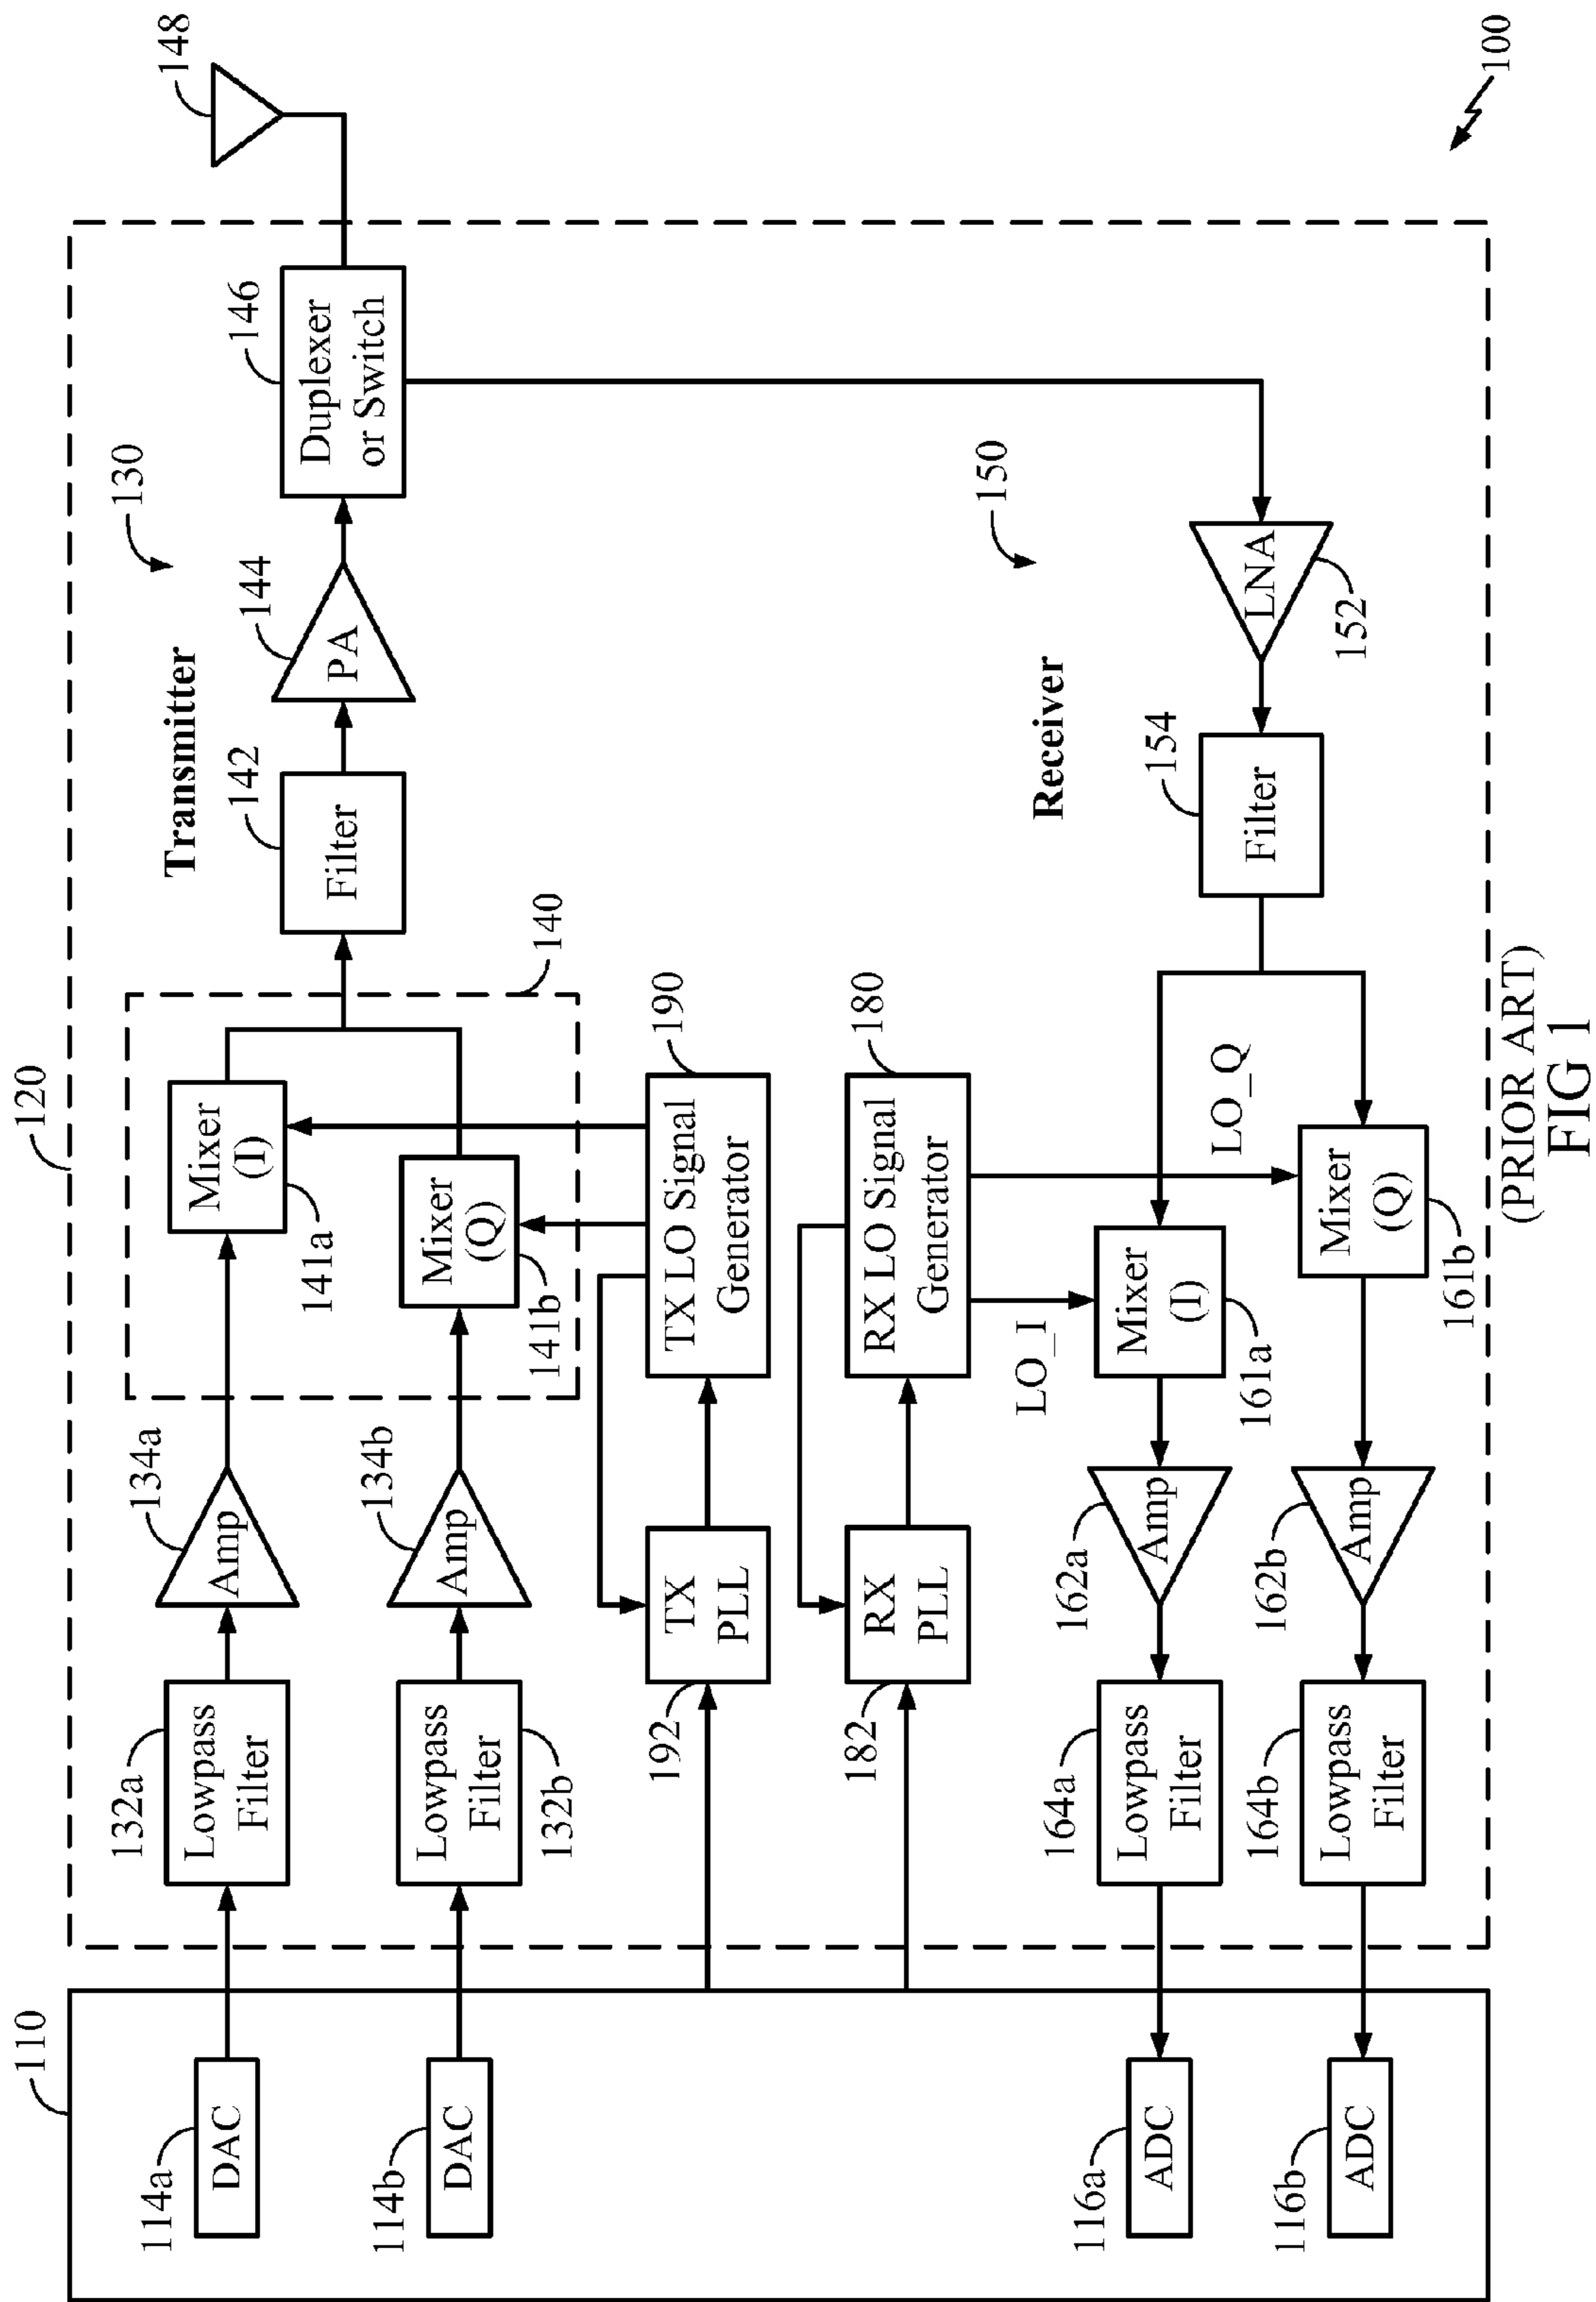 120
110
130
148
114a
DAC
132a
Lowpass
Filter
134a
Amp
141a
Mixer
(I)
Transmitter
142
Filter
144
PA
146
Duplexer
or Switch
114b
DAC
Lowpass
Filter
132b
134b
Amp
141b
Mixer
(Q)
140
192
TX
PLL
TX LO Signal
Generator
190
182
RX
PLL
RX LO Signal
Generator
180
150
Receiver
116a
ADC
164a
Lowpass
Filter
162a
Amp
LO_I
Mixer
(I)
161a
LO_Q
154
Filter
LNA
152
116b
ADC
164b
Lowpass
Filter
162b
Amp
Mixer
(Q)
161b
100
(PRIOR ART)
FIG 1